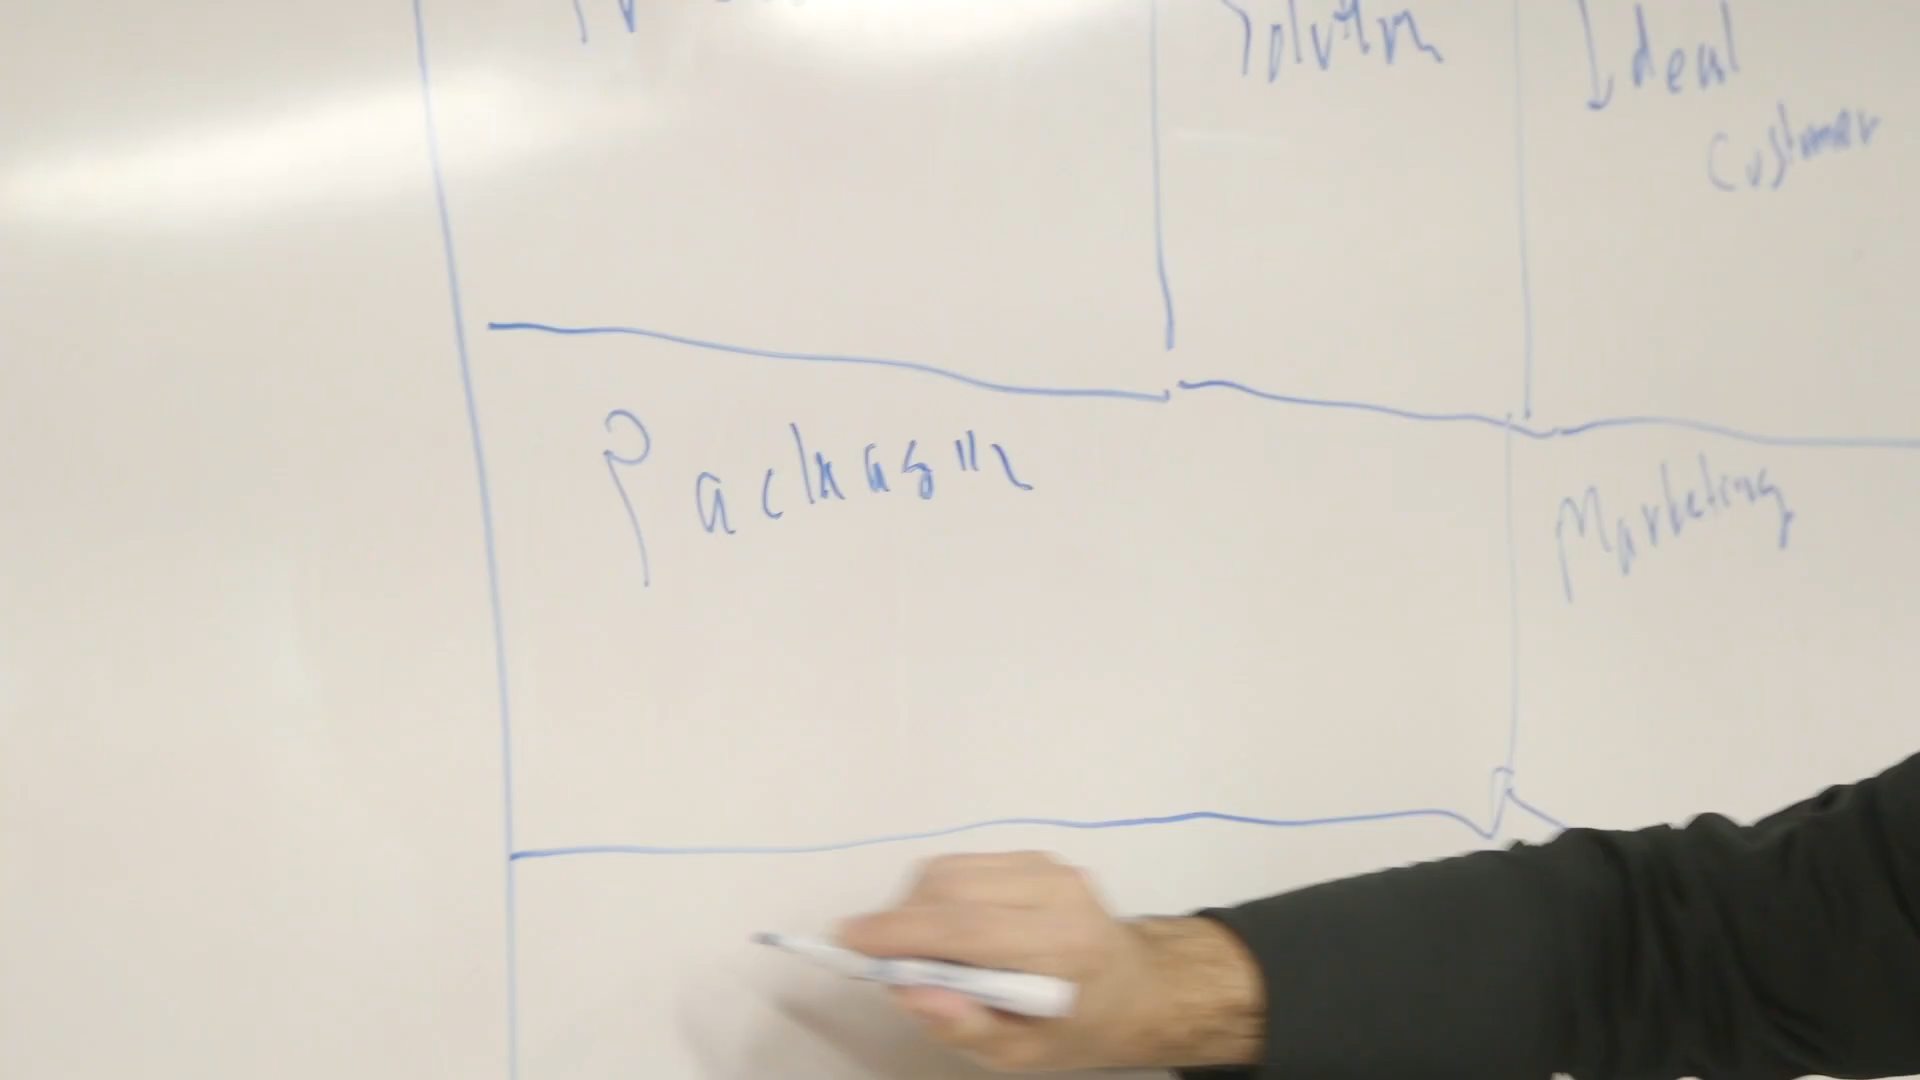 Solution
Ideal
Customer
Packaging
Marketing